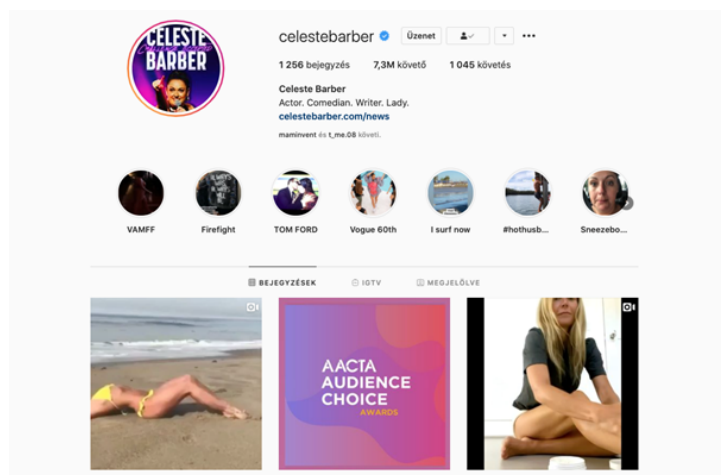 CELESTE
BARBER
celestebarber
Üzenet
1 256 bejegyzés 7,3M követő 1 045 követés
Celeste Barber
Actor. Comedian. Writer. Lady.
celestebarber.com/news
maminvent és t_me.08 követi.
VAMFF Firefight TOM FORD Vogue 60th I surf now #hothusb... Sneezebo...
BEJEGYZÉSEK IGTV MEGJELÖLVE
AACTA
AUDIENCE
CHOICE
AWARDS